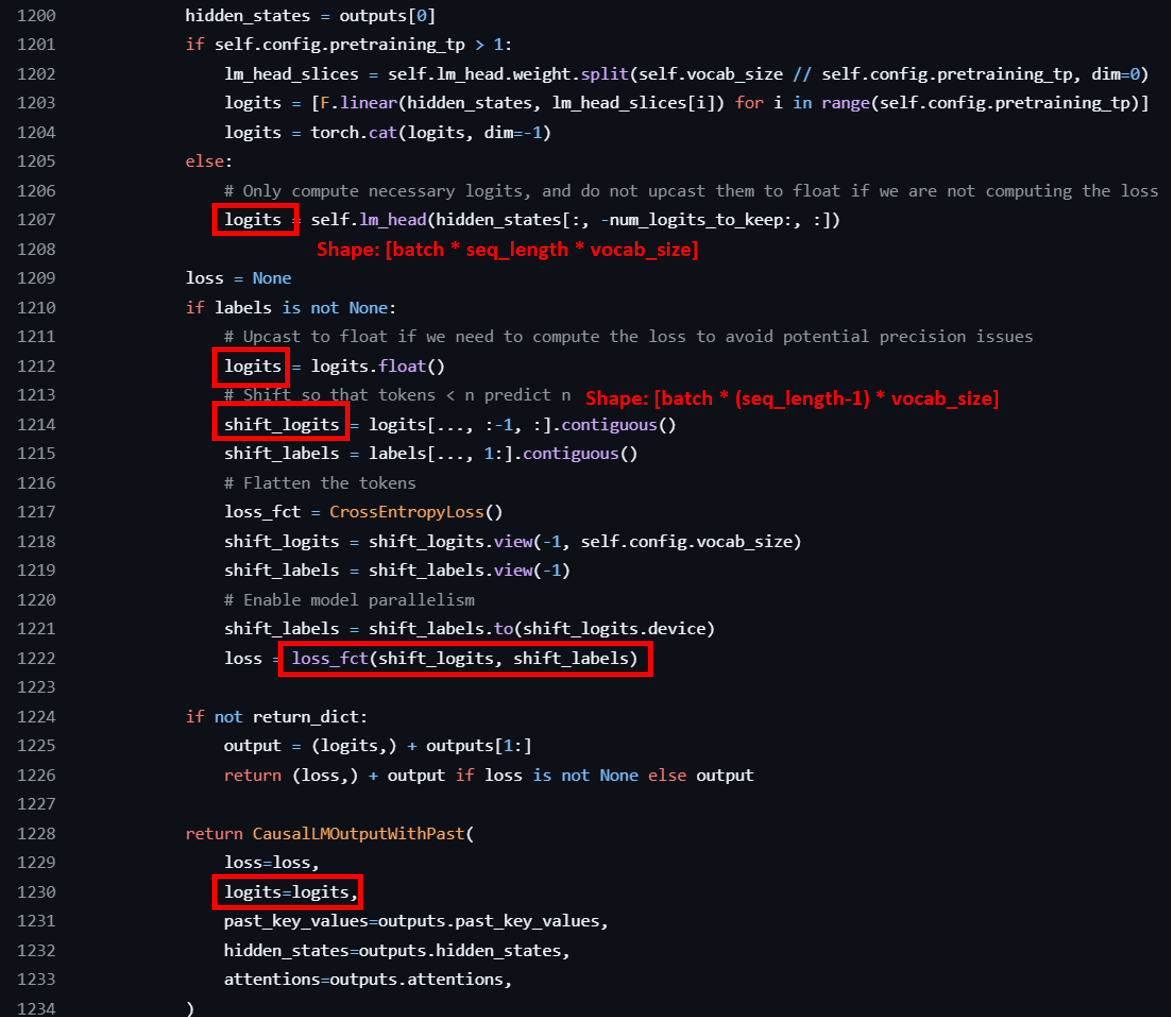 1200 hidden_states = outputs[0]
1201 if self.config.pretraining_tp > 1:
1202 lm_head_slices = self.lm_head.weight.split(self.vocab_size // self.config.pretraining_tp, dim=0)
1203 logits = [F.linear(hidden_states, lm_head_slices[i]) for i in range(self.config.pretraining_tp)]
1204 logits = torch.cat(logits, dim=-1)
1205 else:
1206 # Only compute necessary logits, and do not upcast them to float if we are not computing the loss
1207 logits = self.lm_head(hidden_states[:, -num_logits_to_keep:, :])
1208 Shape: [batch * seq_length * vocab_size]
1209 loss = None
1210 if labels is not None:
1211 # Upcast to float if we need to compute the loss to avoid potential precision issues
1212 logits = logits.float()
1213 # Shift so that tokens < n predict n Shape: [batch * (seq_length-1) * vocab_size]
1214 shift_logits = logits[..., :-1, :].contiguous()
1215 shift_labels = labels[..., 1:].contiguous()
1216 # Flatten the tokens
1217 loss_fct = CrossEntropyLoss()
1218 shift_logits = shift_logits.view(-1, self.config.vocab_size)
1219 shift_labels = shift_labels.view(-1)
1220 # Enable model parallelism
1221 shift_labels = shift_labels.to(shift_logits.device)
1222 loss = loss_fct(shift_logits, shift_labels)
1223
1224 if not return_dict:
1225 output = (logits,) + outputs[1:]
1226 return (loss,) + output if loss is not None else output
1227
1228 return CausalLMOutputWithPast(
1229 loss=loss,
1230 logits=logits,
1231 past_key_values=outputs.past_key_values,
1232 hidden_states=outputs.hidden_states,
1233 attentions=outputs.attentions,
1234 )